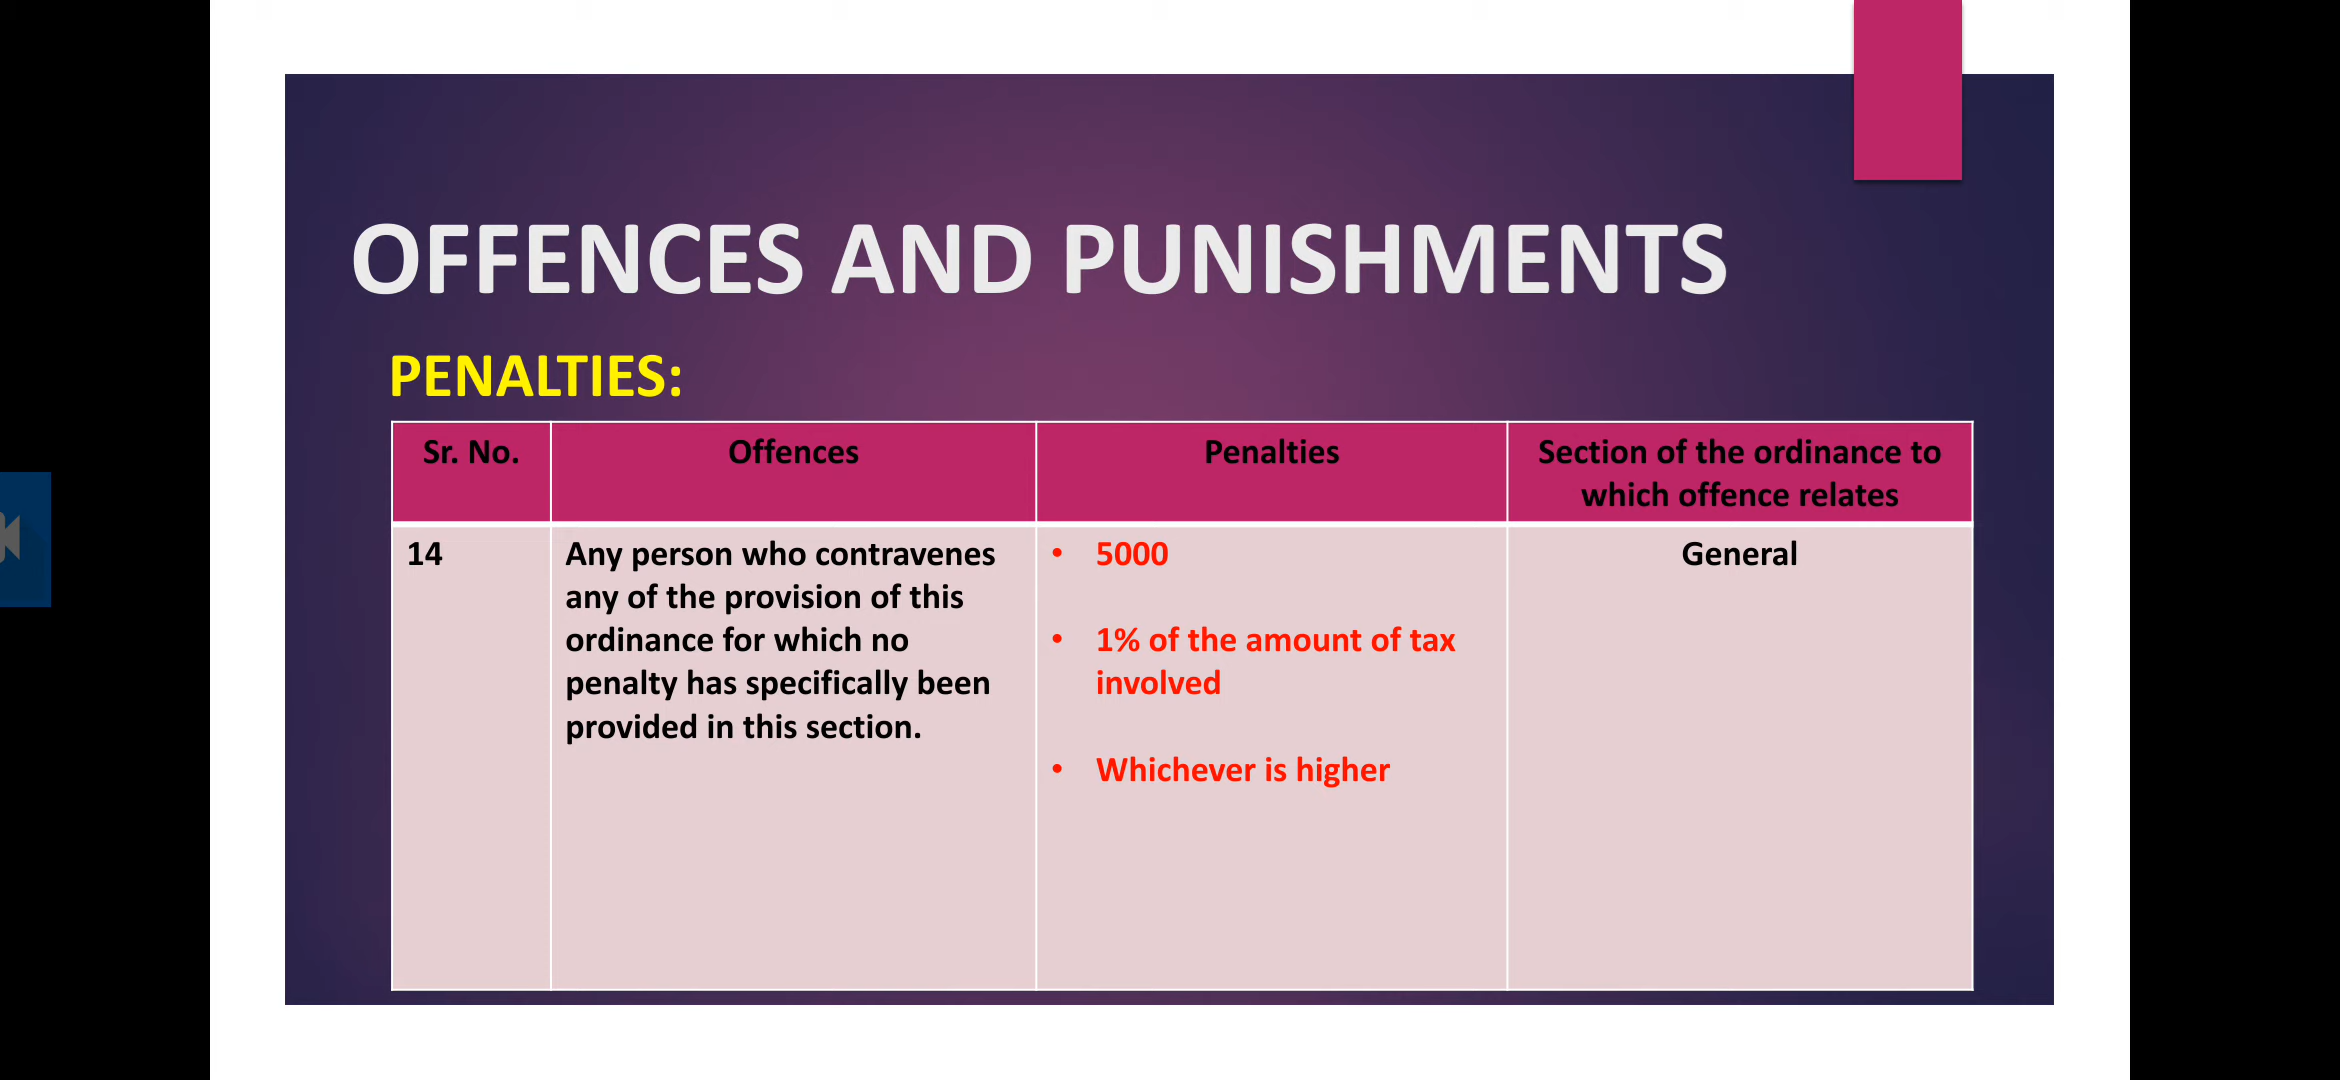 OFFENCES AND PUNISHMENTS
PENALTIES:
Sr. No.
Offences
Penalties
Section of the ordinance to
which offence relates
14
Any person who contravenes
any of the provision of this
ordinance for which no
penalty has specifically been
provided in this section.
• 5000
• 1% of the amount of tax
involved
• Whichever is higher
General